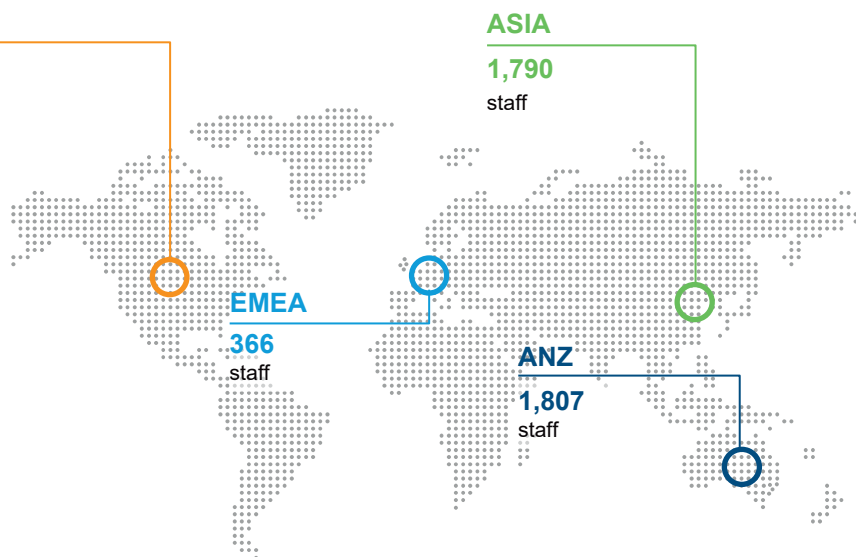 ASIA
1,790
staff
EMEA
366
staff
ANZ
1,807
staff